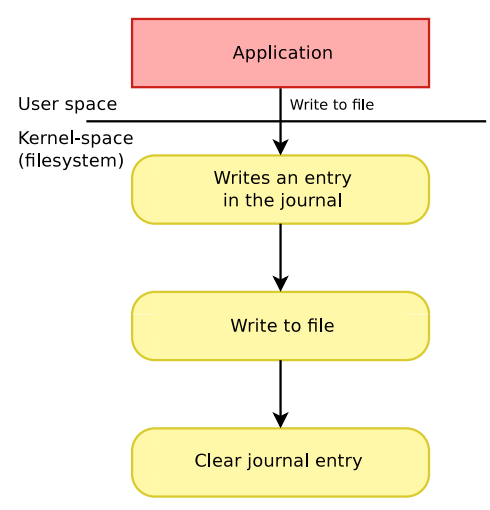 Application
User space
Write to file
Kernel-space
(filesystem)
Writes an entry
in the journal
Write to file
Clear journal entry